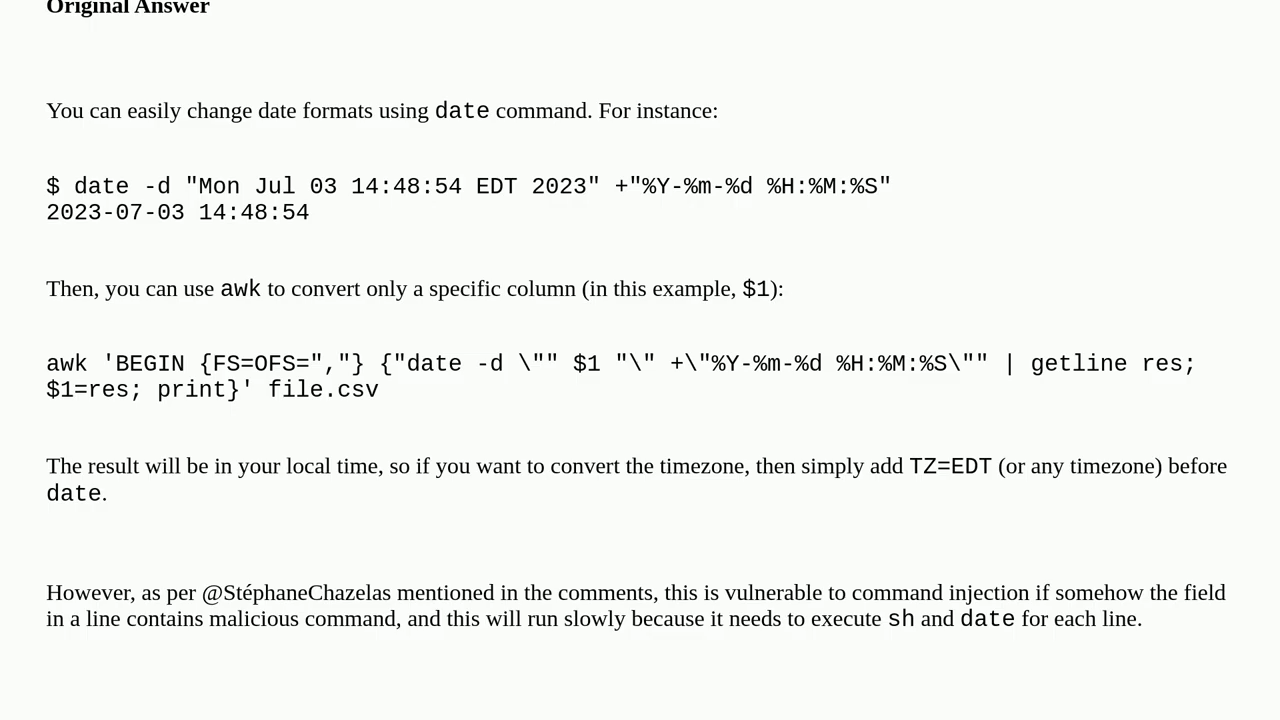 Original Answer
You can easily change date formats using date command. For instance:
$ date -d "Mon Jul 03 14:48:54 EDT 2023" +"%Y-%m-%d %H:%M:%S"
2023-07-03 14:48:54
Then, you can use awk to convert only a specific column (in this example, $1):
awk 'BEGIN {FS=OFS=","} {"date -d \"" $1 "\" +\"%Y-%m-%d %H:%M:%S\"" | getline res;
$1=res; print}' file.csv
The result will be in your local time, so if you want to convert the timezone, then simply add TZ=EDT (or any timezone) before
date.
However, as per @StéphaneChazelas mentioned in the comments, this is vulnerable to command injection if somehow the field
in a line contains malicious command, and this will run slowly because it needs to execute sh and date for each line.